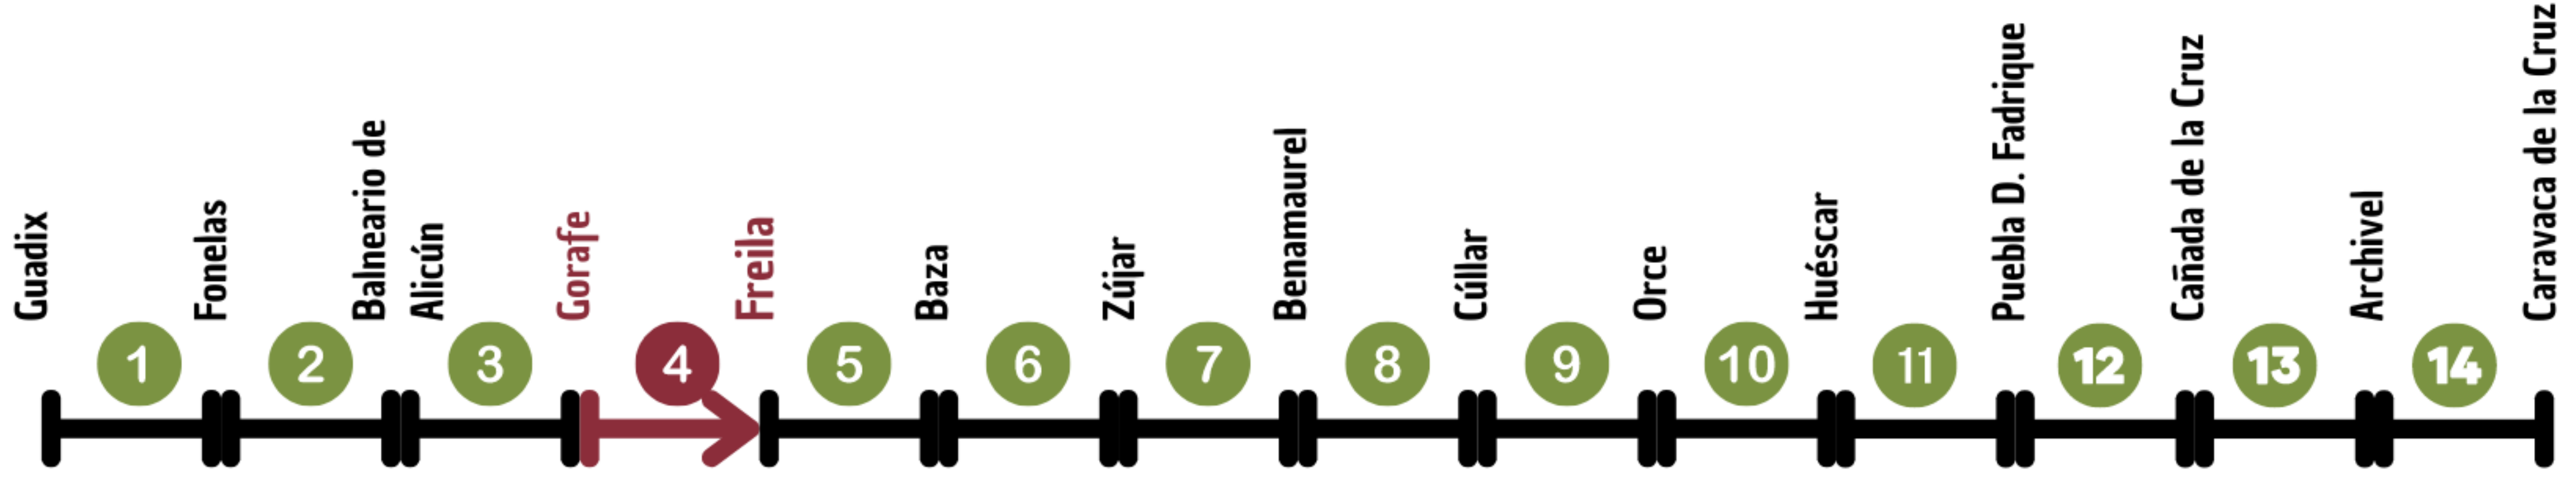 Guadix
Fonelas
Balneario de
Alicún
Gorafe
Freila
Baza
Zújar
Benamaurel
Cúllar
Orce
Huéscar
Puebla D. Fadrique
Cañada de la Cruz
Archivel
Caravaca de la Cruz
1
2
3
4
5
6
7
8
9
10
11
12
13
14